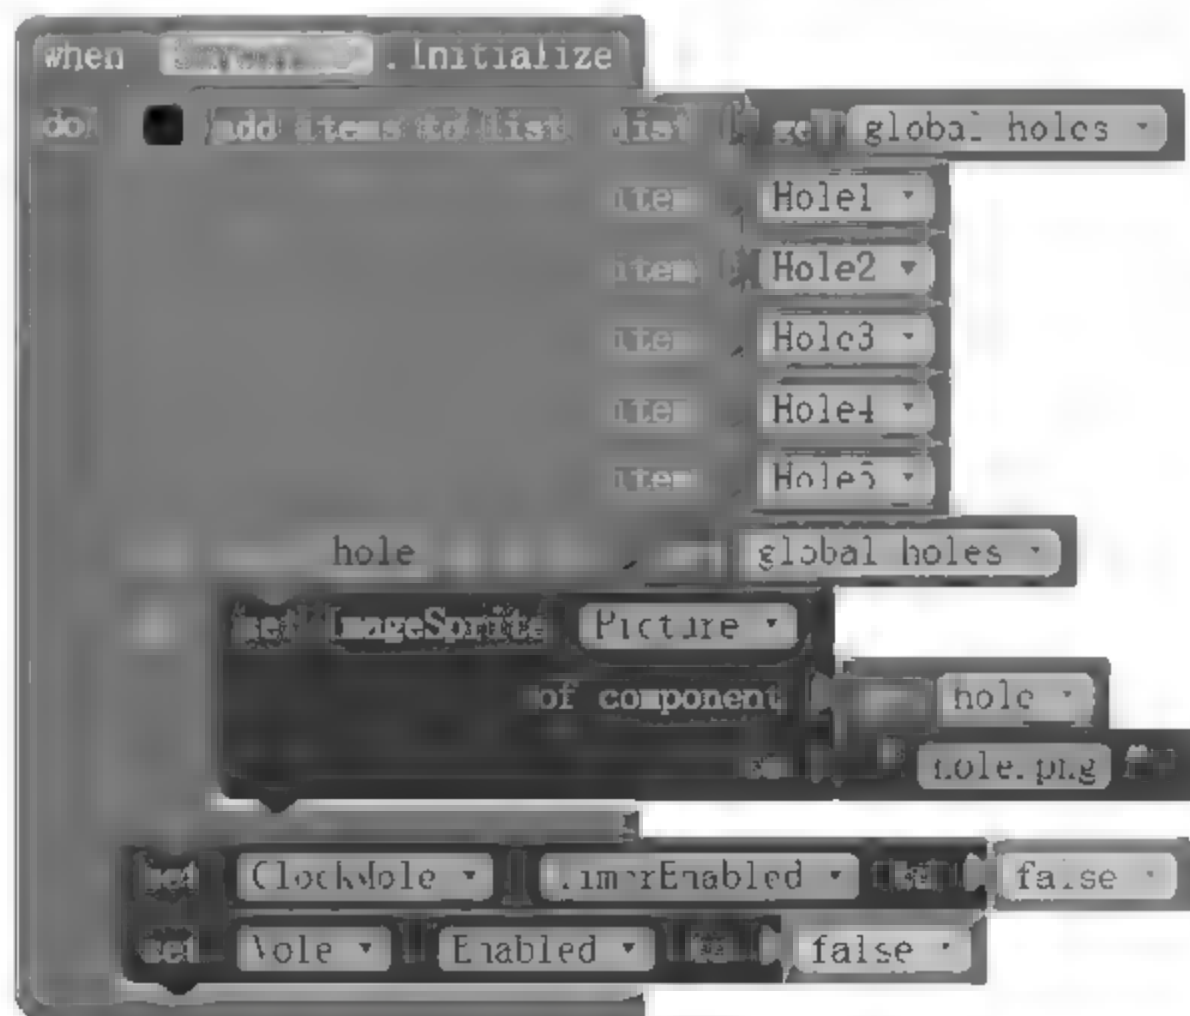 when .Initialize
do add items to list list get global holes
item Hole1
item Hole2
item Hole3
item Hole4
item Hole5
hole global holes
set ImageSprite Picture
of component hole
hole.png
set ClockMole TimerEnabled false
set Mole Enabled false